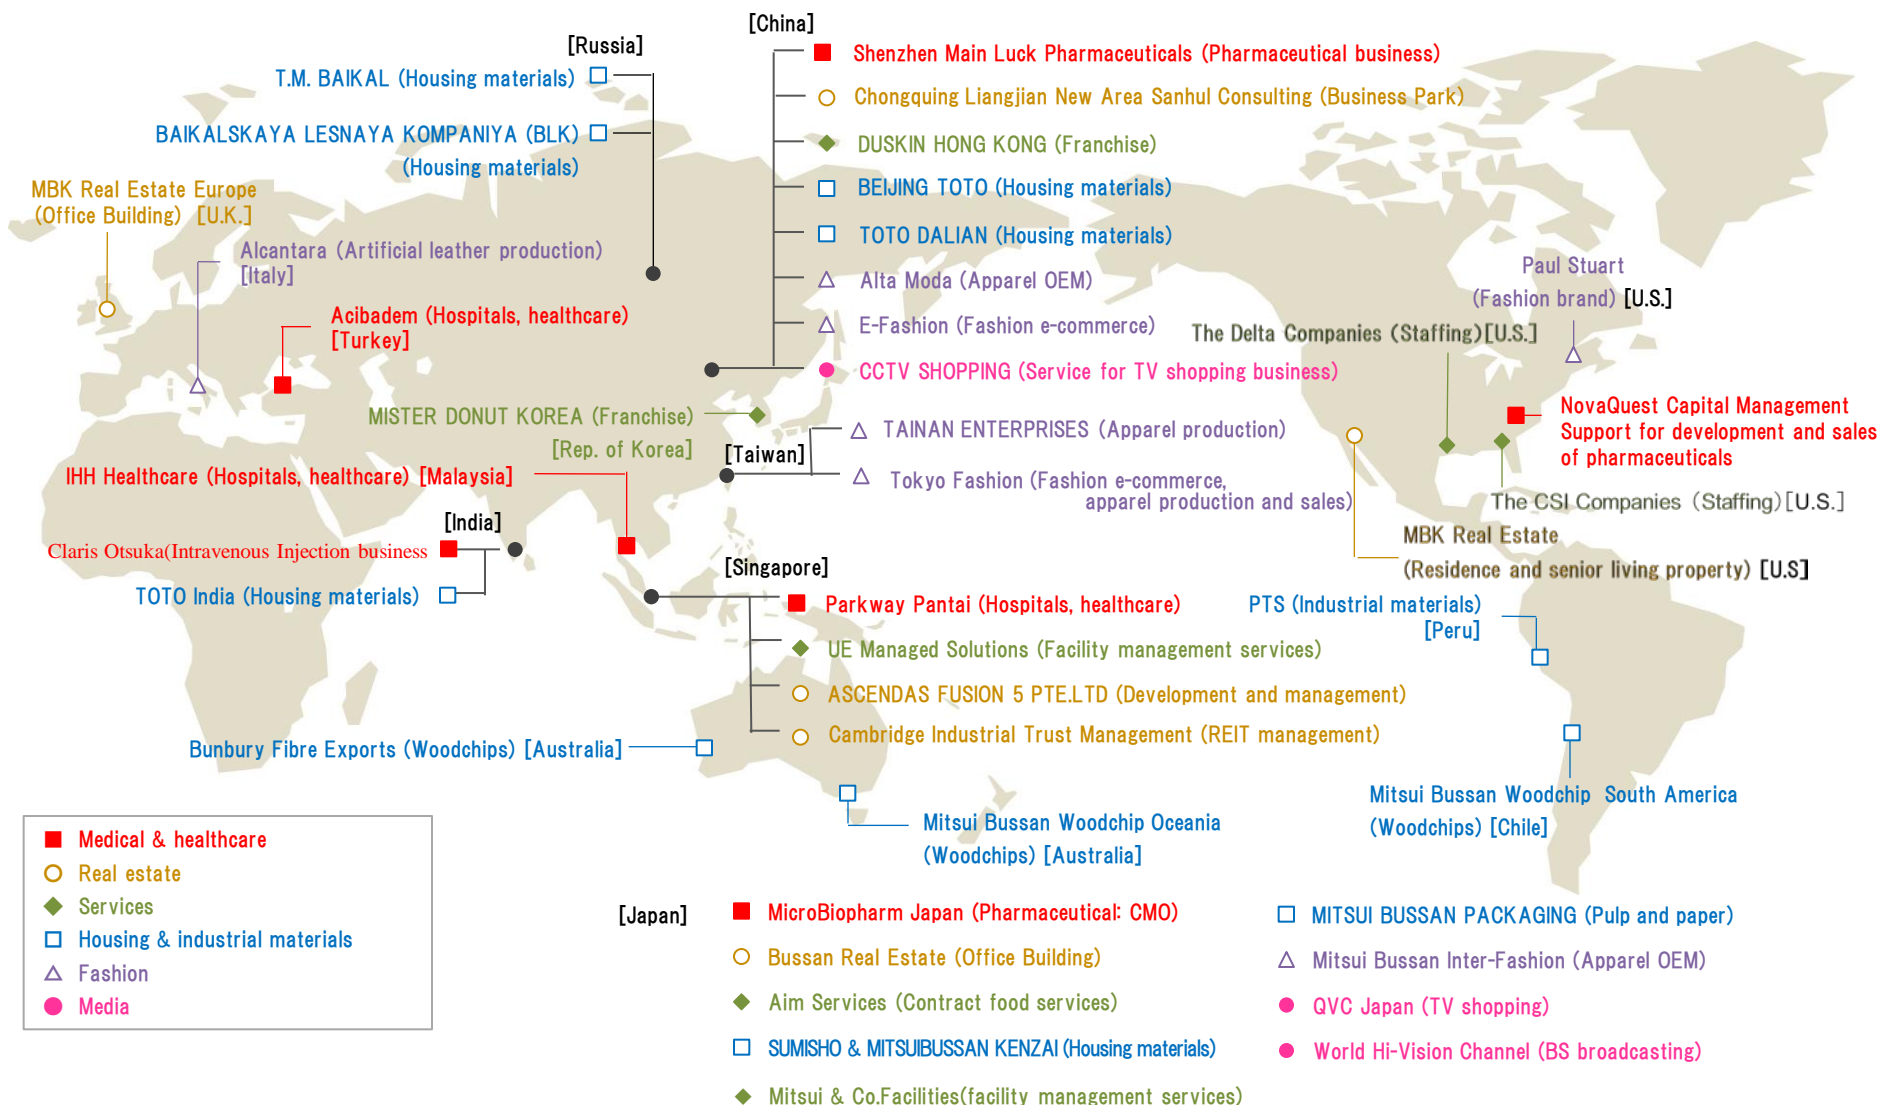 [China]
[Russia]
Shenzhen Main Luck Pharmaceuticals (Pharmaceutical business)
T.M. BAIKAL (Housing materials)
Chongquing Liangjian New Area Sanhul Consulting (Business Park)
BAIKALSKAYA LESNAYA KOMPANIYA (BLK)
(Housing materials)
DUSKIN HONG KONG (Franchise)
MBK Real Estate Europe
(Office Building) [U.K.]
BEIJING TOTO (Housing materials)
TOTO DALIAN (Housing materials)
Alcantara (Artificial leather production)
[Italy]
Alta Moda (Apparel OEM)
Paul Stuart
(Fashion brand) [U.S.]
Acibadem (Hospitals, healthcare)
[Turkey]
E-Fashion (Fashion e-commerce)
The Delta Companies (Staffing)[U.S.]
CCTV SHOPPING (Service for TV shopping business)
MISTER DONUT KOREA (Franchise)
[Rep. of Korea]
NovaQuest Capital Management
Support for development and sales
of pharmaceuticals
[Taiwan]
TAINAN ENTERPRISES (Apparel production)
Tokyo Fashion (Fashion e-commerce,
apparel production and sales)
IHH Healthcare (Hospitals, healthcare) [Malaysia]
The CSI Companies (Staffing)[U.S.]
[India]
MBK Real Estate
(Residence and senior living property) [U.S]
Claris Otsuka(Intravenous Injection business
TOTO India (Housing materials)
[Singapore]
Parkway Pantai (Hospitals, healthcare)
PTS (Industrial materials)
[Peru]
UE Managed Solutions (Facility management services)
ASCENDAS FUSION 5 PTE.LTD (Development and management)
Cambridge Industrial Trust Management (REIT management)
Bunbury Fibre Exports (Woodchips) [Australia]
Mitsui Bussan Woodchip South America
(Woodchips) [Chile]
Mitsui Bussan Woodchip Oceania
(Woodchips) [Australia]
Medical & healthcare
Real estate
Services
Housing & industrial materials
Fashion
Media
[Japan]
MicroBiopharm Japan (Pharmaceutical: CMO)
Bussan Real Estate (Office Building)
Aim Services (Contract food services)
SUMISHO & MITSUIBUSSAN KENZAI (Housing materials)
Mitsui & Co.Facilities(facility management services)
MITSUI BUSSAN PACKAGING (Pulp and paper)
Mitsui Bussan Inter-Fashion (Apparel OEM)
QVC Japan (TV shopping)
World Hi-Vision Channel (BS broadcasting)